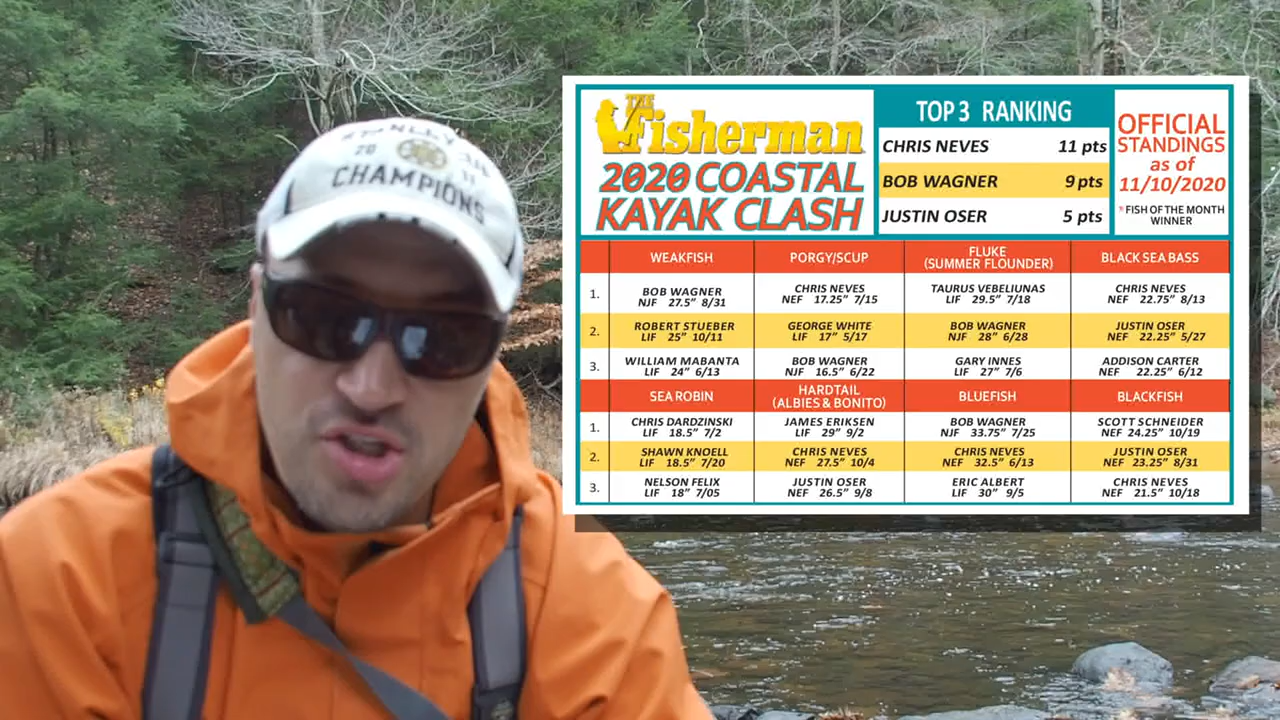 STANLEY CUP
20 11
CHAMPIONS
THE
Fisherman
2020 COASTAL
KAYAK CLASH
TOP 3 RANKING
CHRIS NEVES 11 pts
BOB WAGNER 9 pts
JUSTIN OSER 5 pts
OFFICIAL
STANDINGS
as of
11/10/2020
* FISH OF THE MONTH
WINNER
WEAKFISH
PORGY/SCUP
FLUKE
(SUMMER FLOUNDER)
BLACK SEA BASS
1.
BOB WAGNER
NJF 27.5" 8/31
CHRIS NEVES
NEF 17.25" 7/15
TAURUS VEBELIUNAS
LIF 29.5" 7/18
CHRIS NEVES
NEF 22.75" 8/13
2.
ROBERT STUEBER
LIF 25" 10/11
GEORGE WHITE
LIF 17" 5/17
BOB WAGNER
NJF 28" 6/28
JUSTIN OSER
NEF 22.25" 5/27
3.
WILLIAM MABANTA
LIF 24" 6/13
BOB WAGNER
NJF 16.5" 6/22
GARY INNES
LIF 27" 7/6
ADDISON CARTER
NEF 22.25" 6/12
SEA ROBIN
HARDTAIL
(ALBIES & BONITO)
BLUEFISH
BLACKFISH
1.
CHRIS DARDZINSKI
LIF 18.5" 7/2
JAMES ERIKSEN
LIF 29" 9/2
BOB WAGNER
NJF 33.75" 7/25
SCOTT SCHNEIDER
NEF 24.25" 10/19
2.
SHAWN KNOELL
LIF 18.5" 7/20
CHRIS NEVES
NEF 27.5" 10/4
CHRIS NEVES
NEF 32.5" 6/13
JUSTIN OSER
NEF 23.25" 8/31
3.
NELSON FELIX
LIF 18" 7/05
JUSTIN OSER
NEF 26.5" 9/8
ERIC ALBERT
LIF 30" 9/5
CHRIS NEVES
NEF 21.5" 10/18